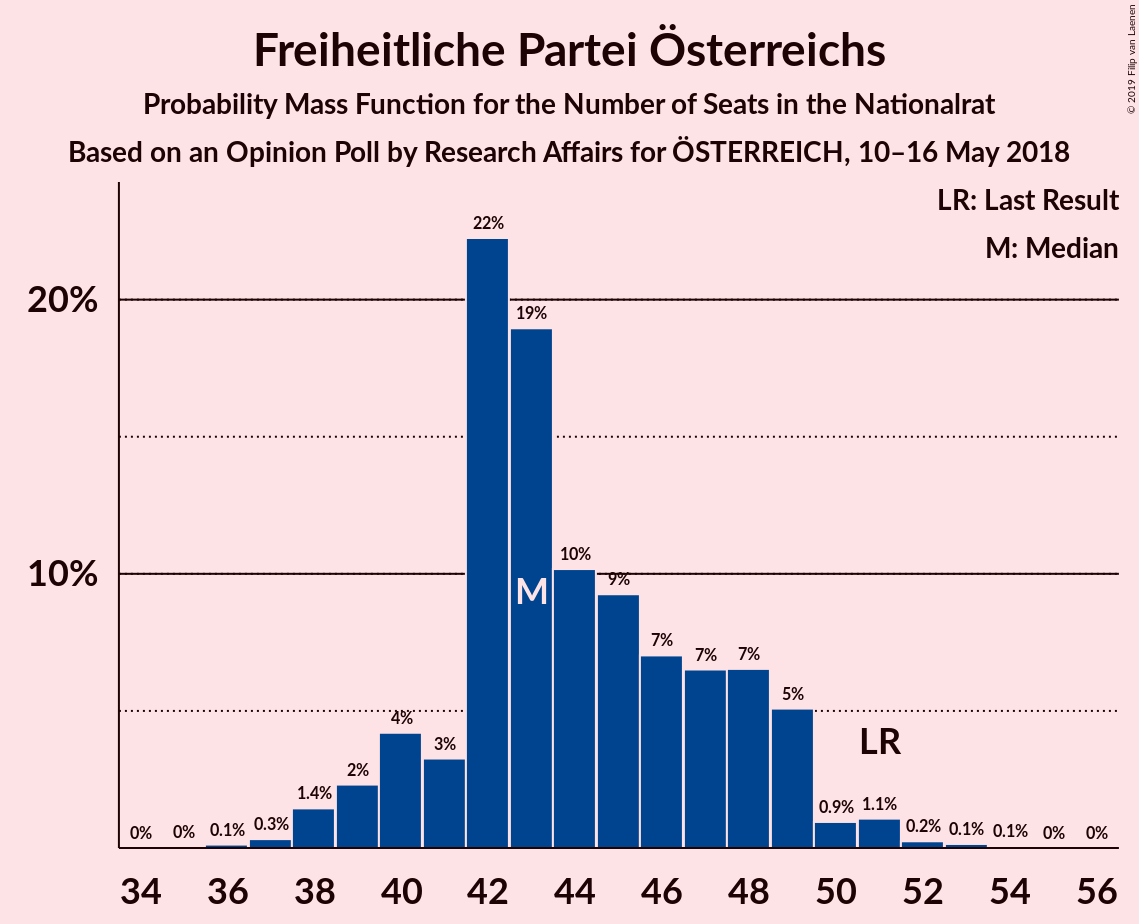 Freiheitliche Partei Österreichs
Probability Mass Function for the Number of Seats in the Nationalrat
Based on an Opinion Poll by Research Affairs for ÖSTERREICH, 10–16 May 2018
© 2019 Filip van Laenen
LR: Last Result
M: Median
20%
10%
0%
0%
0.1%
0.3%
1.4%
2%
4%
3%
22%
19%
10%
9%
7%
7%
7%
5%
0.9%
1.1%
0.2%
0.1%
0.1%
0%
0%
M
LR
34 36 38 40 42 44 46 48 50 52 54 56